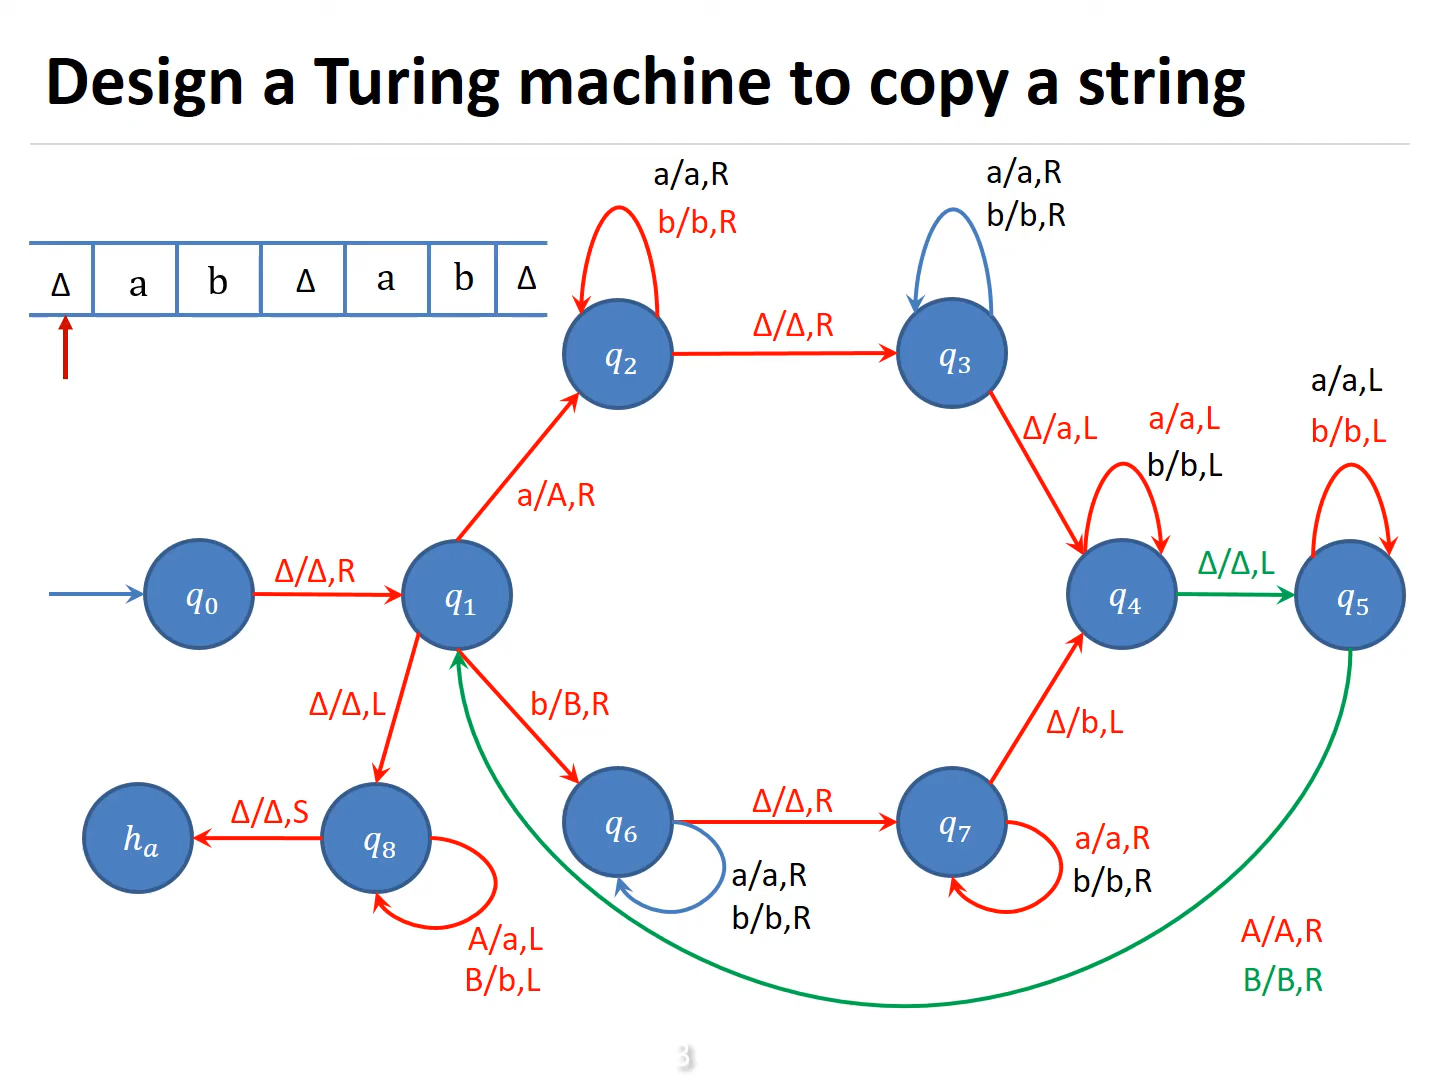 Design a Turing machine to copy a string
a/a,R
b/b,R
a/a,R
b/b,R
Δ a b Δ a b Δ
q₂
Δ/Δ,R
q₃
a/a,L
b/b,L
Δ/a,L
a/a,L
b/b,L
a/A,R
q₀
Δ/Δ,R
q₁
q₄
Δ/Δ,L
q₅
Δ/Δ,L
b/B,R
Δ/b,L
hₐ
Δ/Δ,S
q₈
q₆
Δ/Δ,R
q₇
a/a,R
b/b,R
a/a,R
b/b,R
A/a,L
B/b,L
A/A,R
B/B,R
3